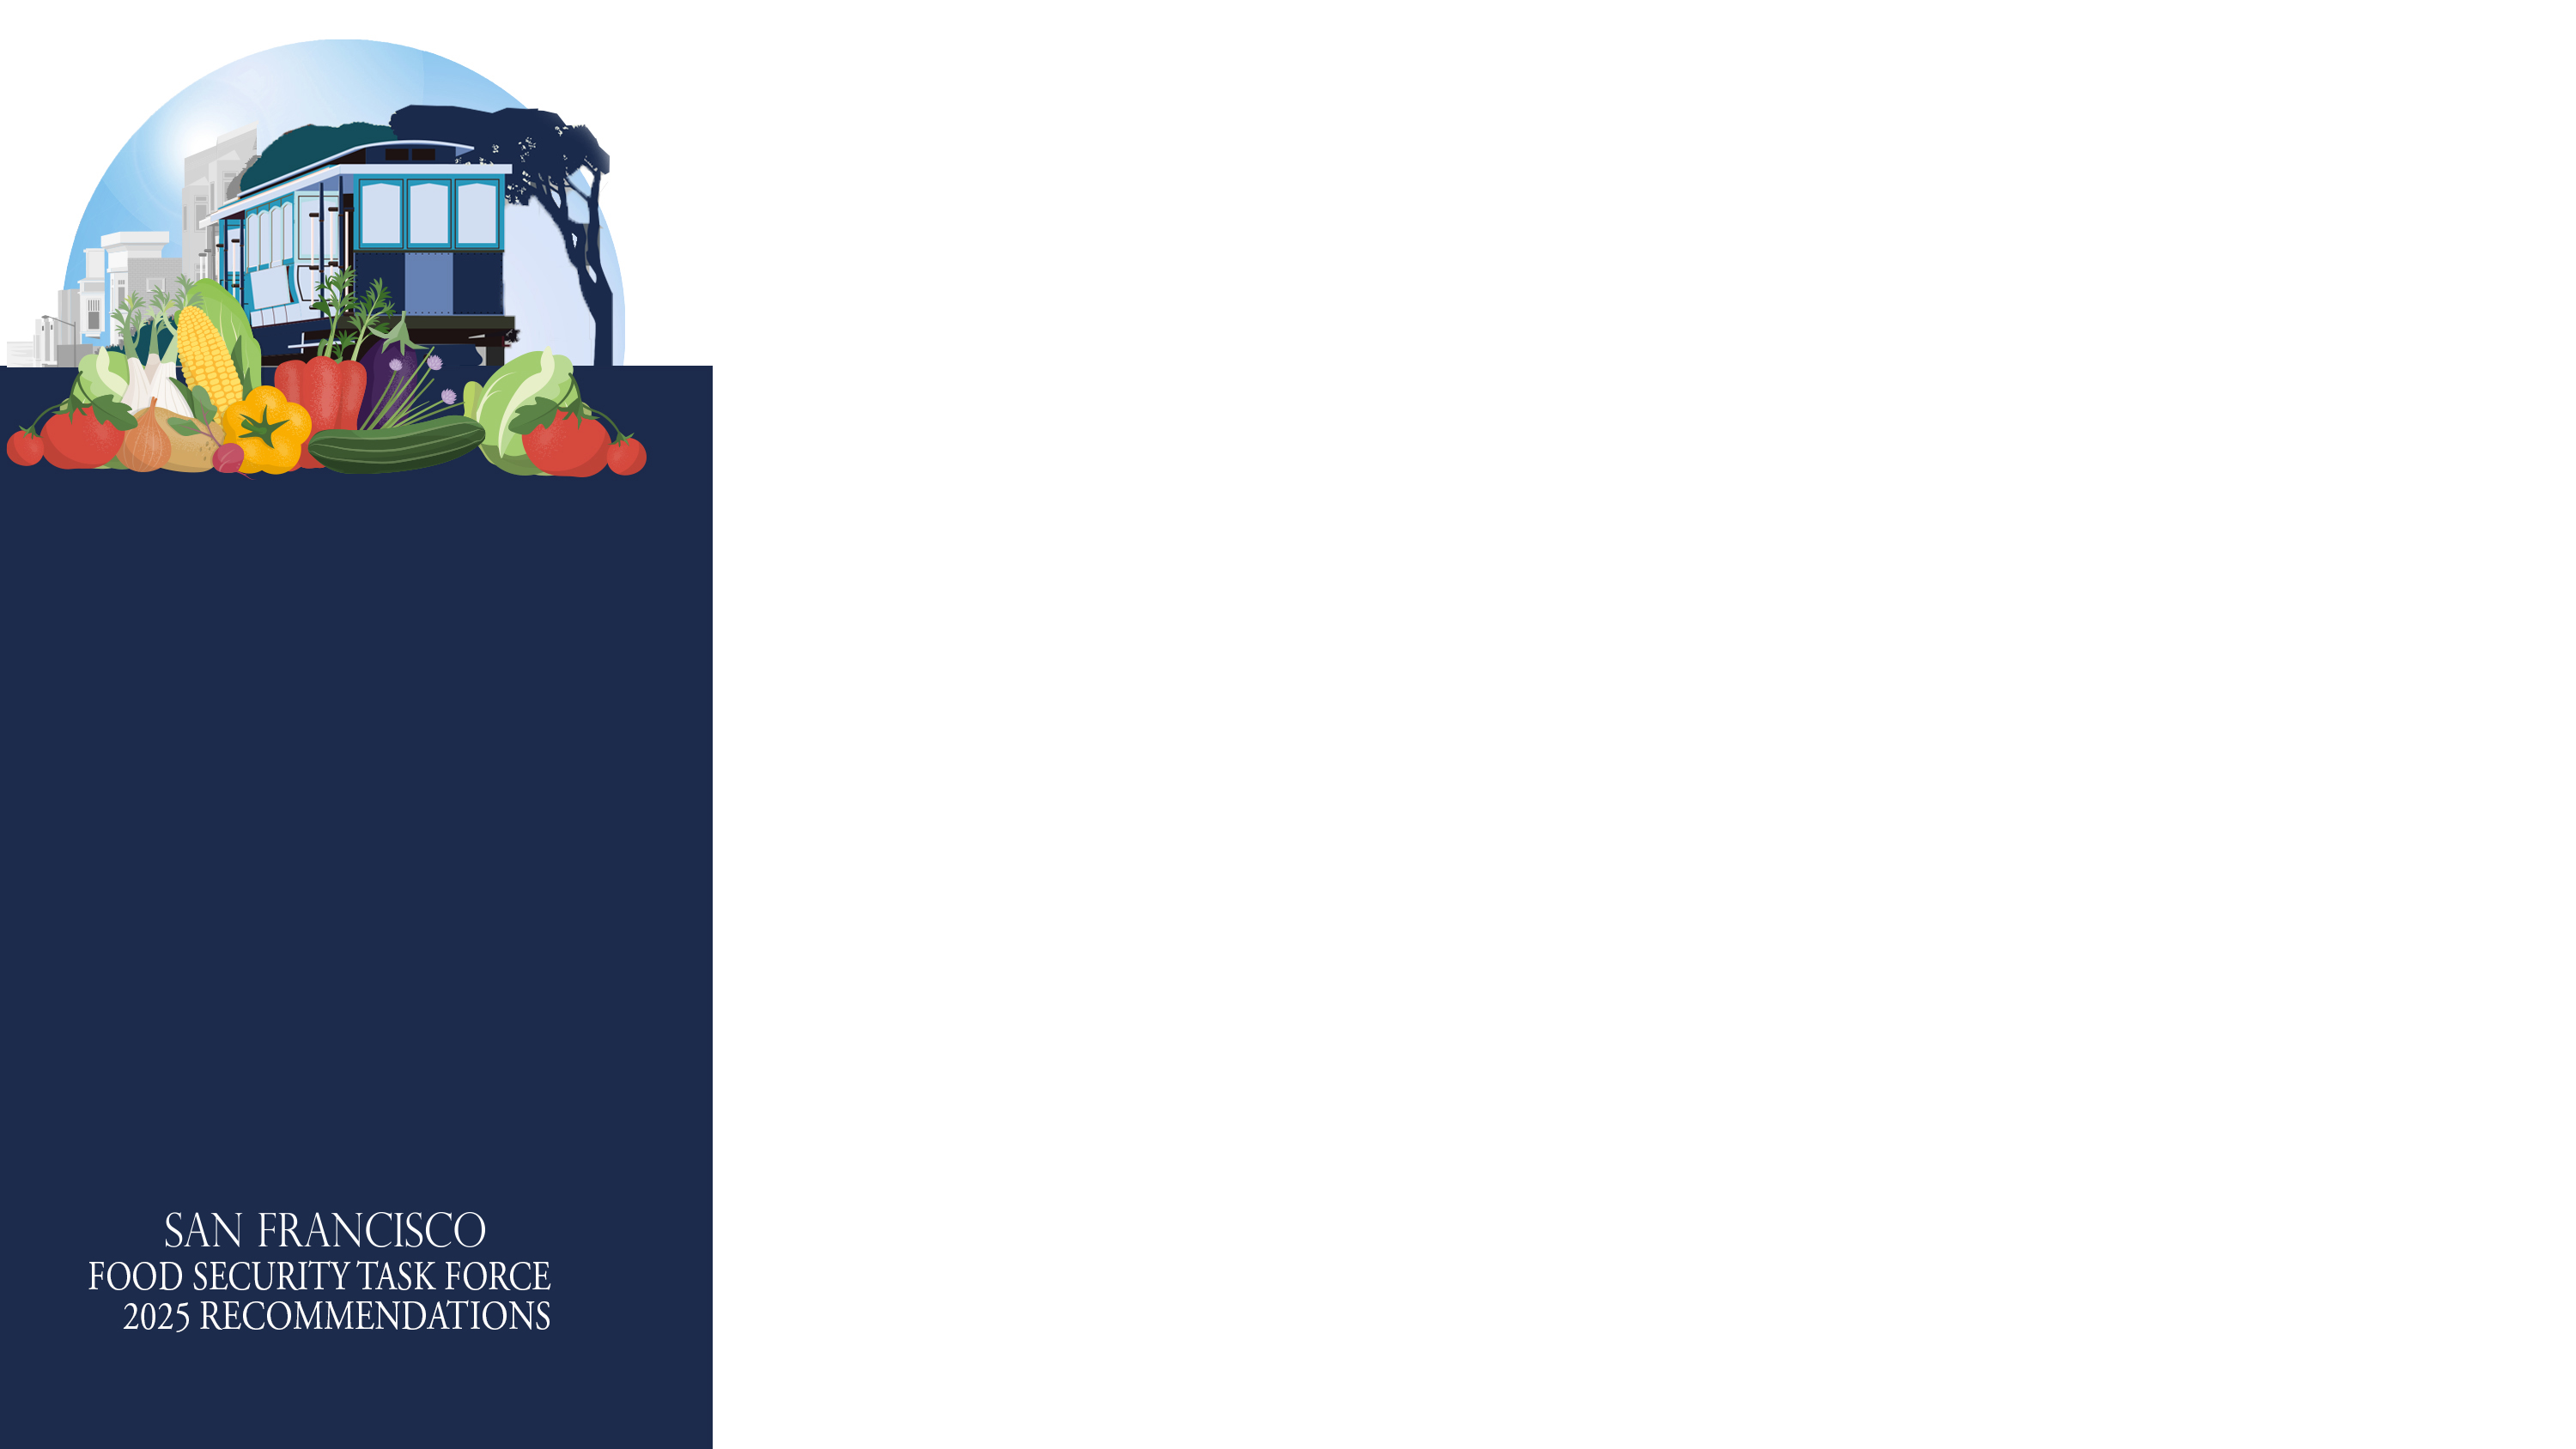 SAN FRANCISCO
FOOD SECURITY TASK FORCE
2025 RECOMMENDATIONS